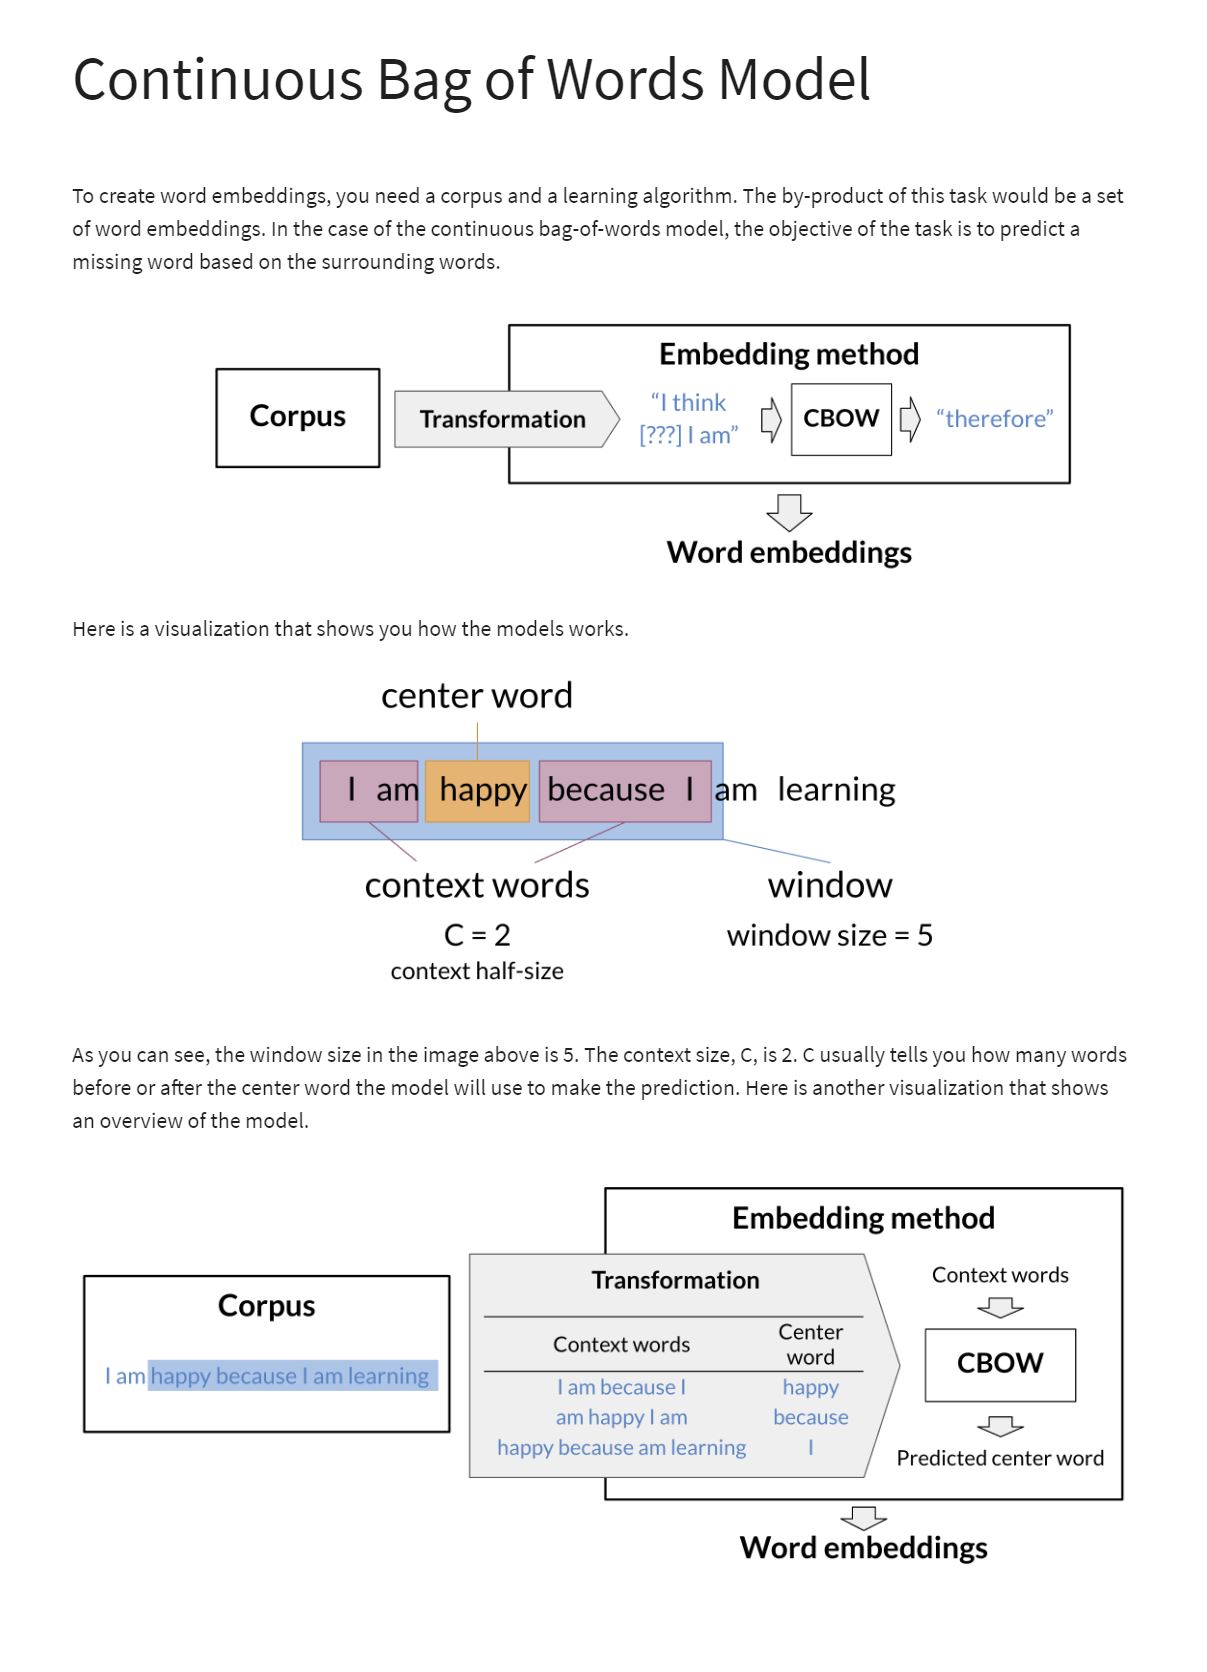 Continuous Bag of Words Model
To create word embeddings, you need a corpus and a learning algorithm. The by-product of this task would be a set
of word embeddings. In the case of the continuous bag-of-words model, the objective of the task is to predict a
missing word based on the surrounding words.
Embedding method
Corpus
Transformation
“I think
[???] I am”
CBOW
“therefore”
Word embeddings
Here is a visualization that shows you how the models works.
center word
I am happy because I am learning
context words
window
C = 2
window size = 5
context half-size
As you can see, the window size in the image above is 5. The context size, C, is 2. C usually tells you how many words
before or after the center word the model will use to make the prediction. Here is another visualization that shows
an overview of the model.
Embedding method
Corpus
I am happy because I am learning
Transformation
Context words
Center
word
I am because I
happy
am happy I am
because
happy because am learning
I
Context words
CBOW
Predicted center word
Word embeddings